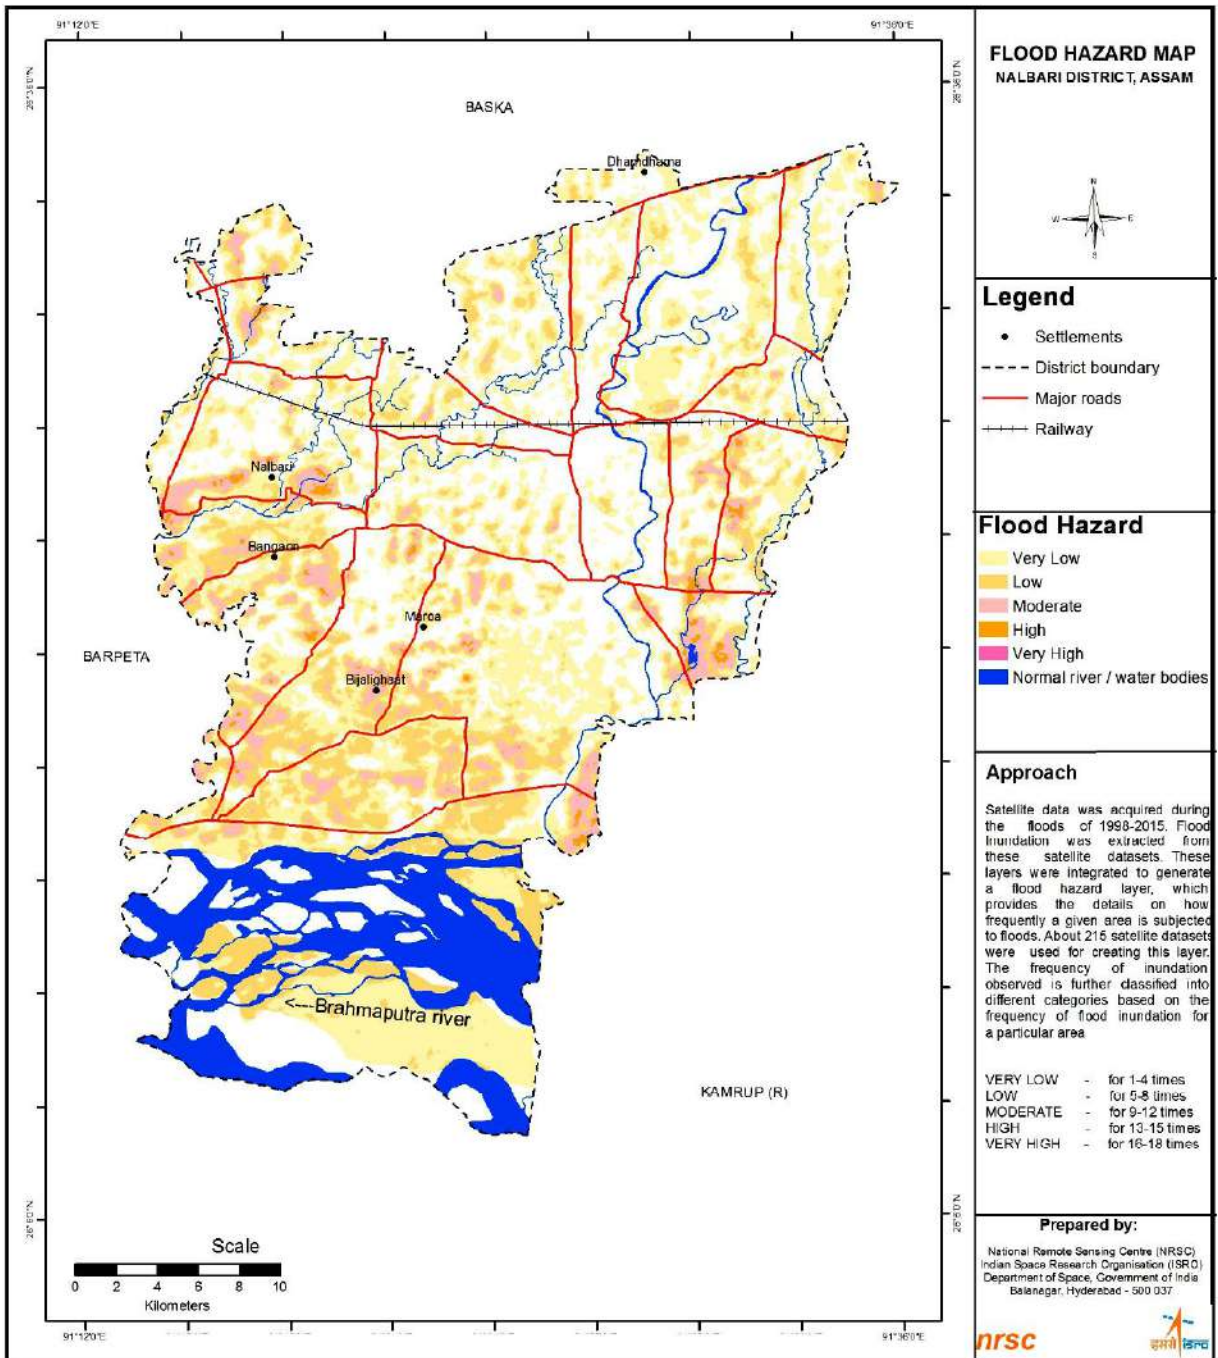 91°12'0"E
91°36'0"E
FLOOD HAZARD MAP
NALBARI DISTRICT, ASSAM
BASKA
Dhamdhama
N
W
E
S
Legend
Settlements
District boundary
Major roads
Railway
Nalbari
Bangaon
Flood Hazard
Very Low
Low
Moderate
High
Very High
Normal river / water bodies
Maroa
BARPETA
Bijalighaat
Approach
Satellite data was acquired during
the floods of 1998-2015. Flood
Inundation was extracted from
these satellite datasets. These
layers were integrated to generate
a flood hazard layer, which
provides the details on how
frequently a given area is subjected
to floods. About 215 satellite datasets
were used for creating this layer.
The frequency of inundation
observed is further classified into
different categories based on the
frequency of flood inundation for
a particular area
<---Brahmaputra river
KAMRUP (R)
VERY LOW - for 1-4 times
LOW - for 5-8 times
MODERATE - for 9-12 times
HIGH - for 13-15 times
VERY HIGH - for 16-18 times
Scale
0 2 4 6 8 10
Kilometers
Prepared by:
National Remote Sensing Centre (NRSC)
Indian Space Research Organisation (ISRO)
Department of Space, Government of India
Balanagar, Hyderabad - 500 037
91°12'0"E
91°36'0"E
nrsc
इसरो isro